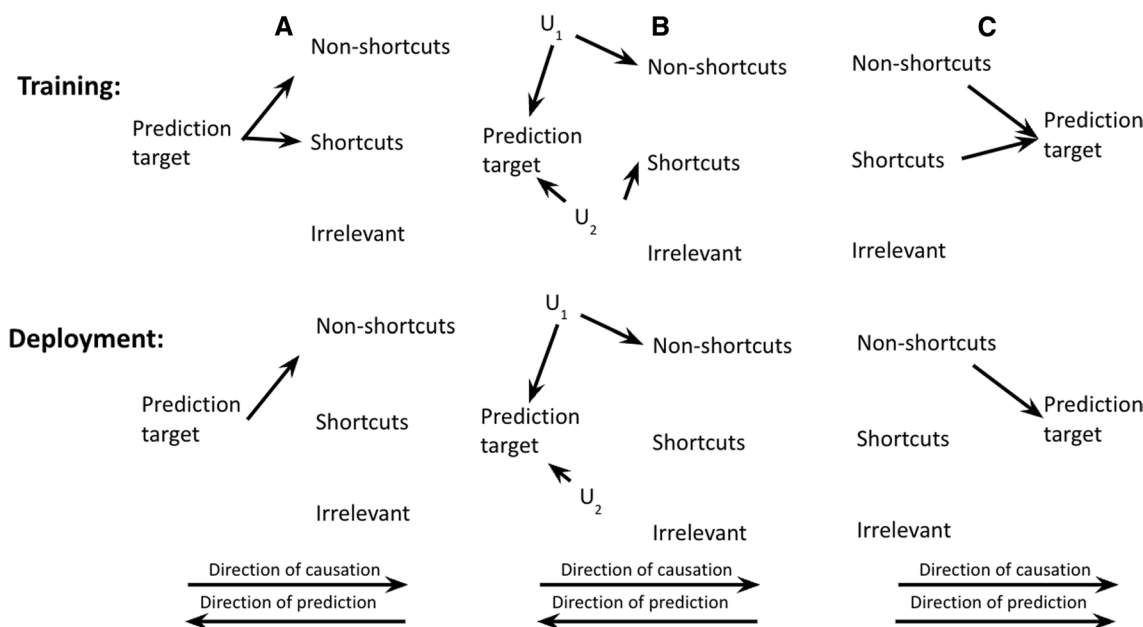 A
B
C
Training:
Non-shortcuts
Prediction
target
Shortcuts
Irrelevant
U1
Non-shortcuts
Prediction
target
Shortcuts
U2
Irrelevant
Non-shortcuts
Prediction
target
Shortcuts
Irrelevant
Deployment:
Non-shortcuts
Prediction
target
Shortcuts
Irrelevant
U1
Non-shortcuts
Prediction
target
Shortcuts
U2
Irrelevant
Non-shortcuts
Prediction
target
Shortcuts
Irrelevant
Direction of causation
Direction of prediction
Direction of causation
Direction of prediction
Direction of causation
Direction of prediction